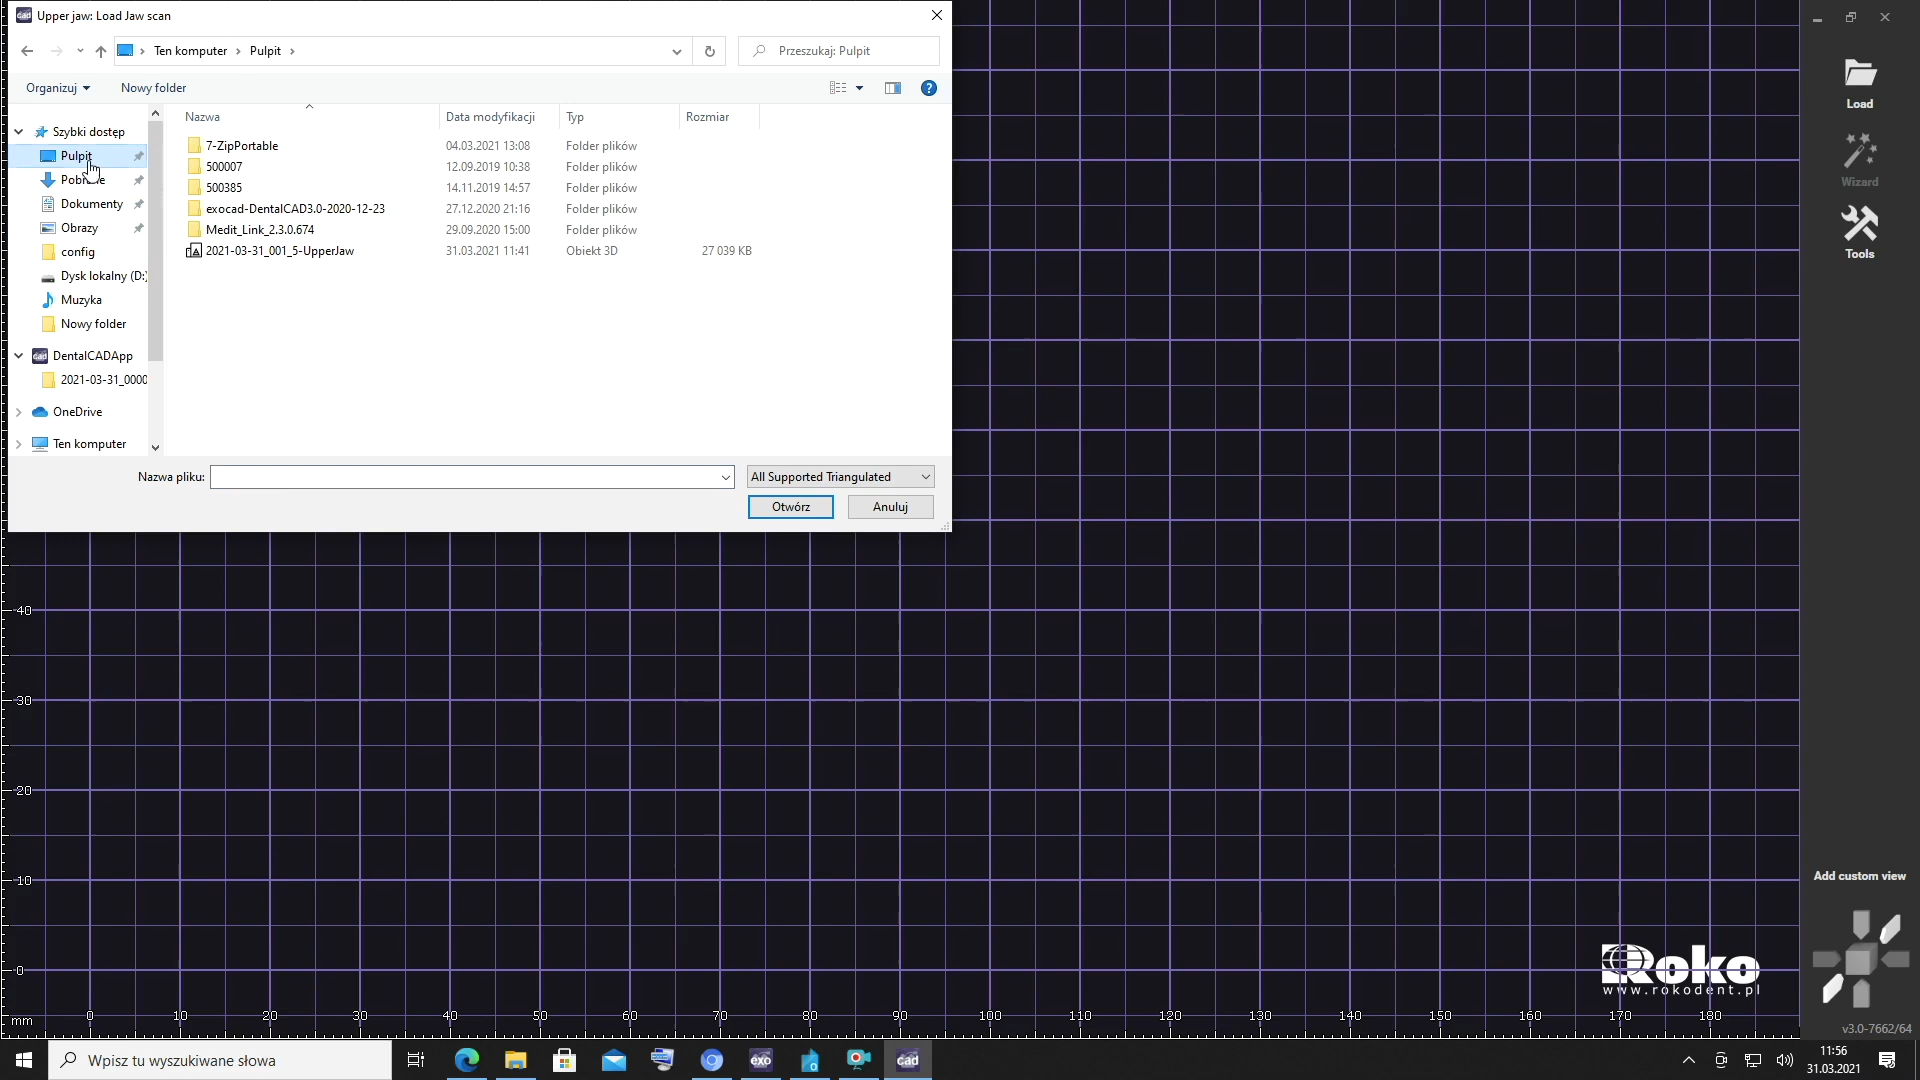 cad Upper jaw: Load Jaw scan
Ten komputer Pulpit
Przeszukaj: Pulpit
Organizuj Nowy folder
Nazwa Data modyfikacji Typ Rozmiar
Szybki dostęp
Pulpit
Dokumenty
Obrazy
config
Dysk lokalny (D:)
Muzyka
Nowy folder
DentalCADApp
2021-03-31_0000
OneDrive
Ten komputer
7-ZipPortable 04.03.2021 13:08 Folder plików
500007 12.09.2019 10:38 Folder plików
500385 14.11.2019 14:57 Folder plików
exocad-DentalCAD3.0-2020-12-23 27.12.2020 21:16 Folder plików
Medit_Link_2.3.0.674 29.09.2020 15:00 Folder plików
2021-03-31_001_5-UpperJaw 31.03.2021 11:41 Obiekt 3D 27 039 KB
Nazwa pliku: All Supported Triangulated
Otwórz Anuluj
Load
Wizard
Tools
40
30
20
10
0
mm 0 10 20 30 40 50 60 70 80 90 100 110 120 130 140 150 160 170 180
Add custom view
Roko
www.rokodent.pl
v3.0-7662/64
Wpisz tu wyszukiwane słowa
exo cad
11:56
31.03.2021